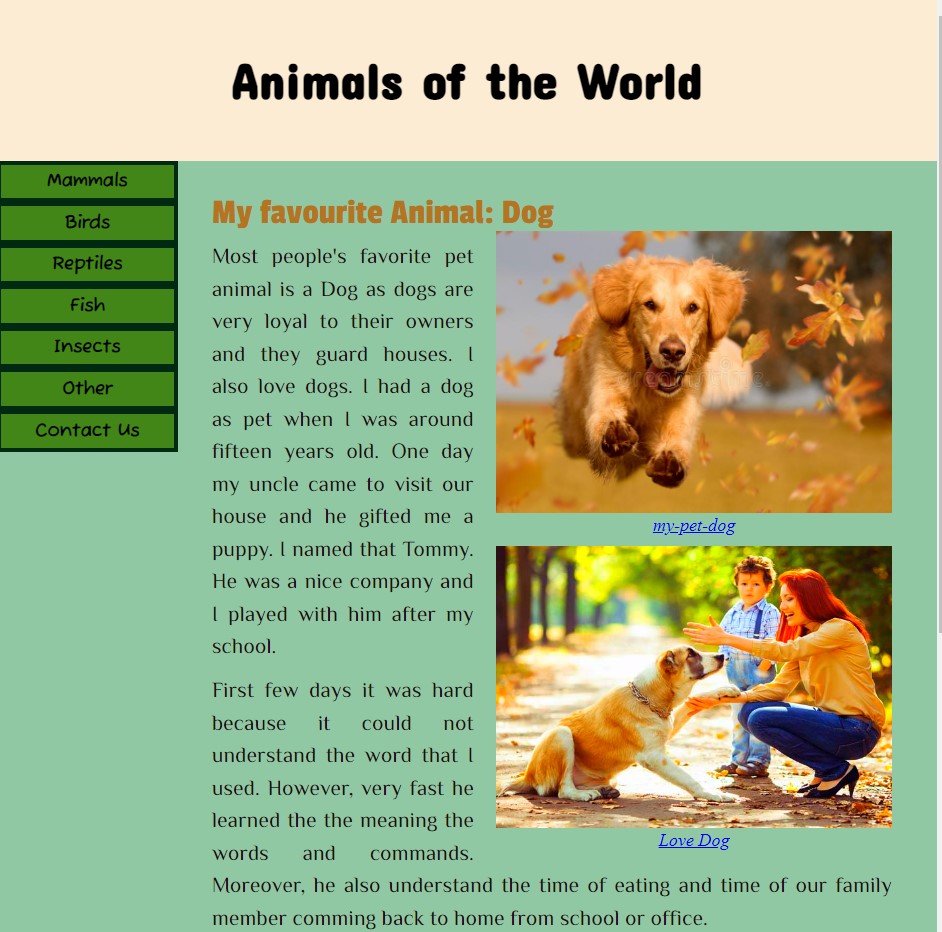 Animals of the World
Mammals
Birds
Reptiles
Fish
Insects
Other
Contact Us
My favourite Animal: Dog
Most people's favorite pet
animal is a Dog as dogs are
very loyal to their owners
and they guard houses. I
also love dogs. I had a dog
as pet when I was around
fifteen years old. One day
my uncle came to visit our
house and he gifted me a
puppy. I named that Tommy.
He was a nice company and
I played with him after my
school.
First few days it was hard
because it could not
understand the word that I
used. However, very fast he
learned the the meaning the
words and commands.
Moreover, he also understand the time of eating and time of our family
member comming back to home from school or office.
my-pet-dog
Love Dog